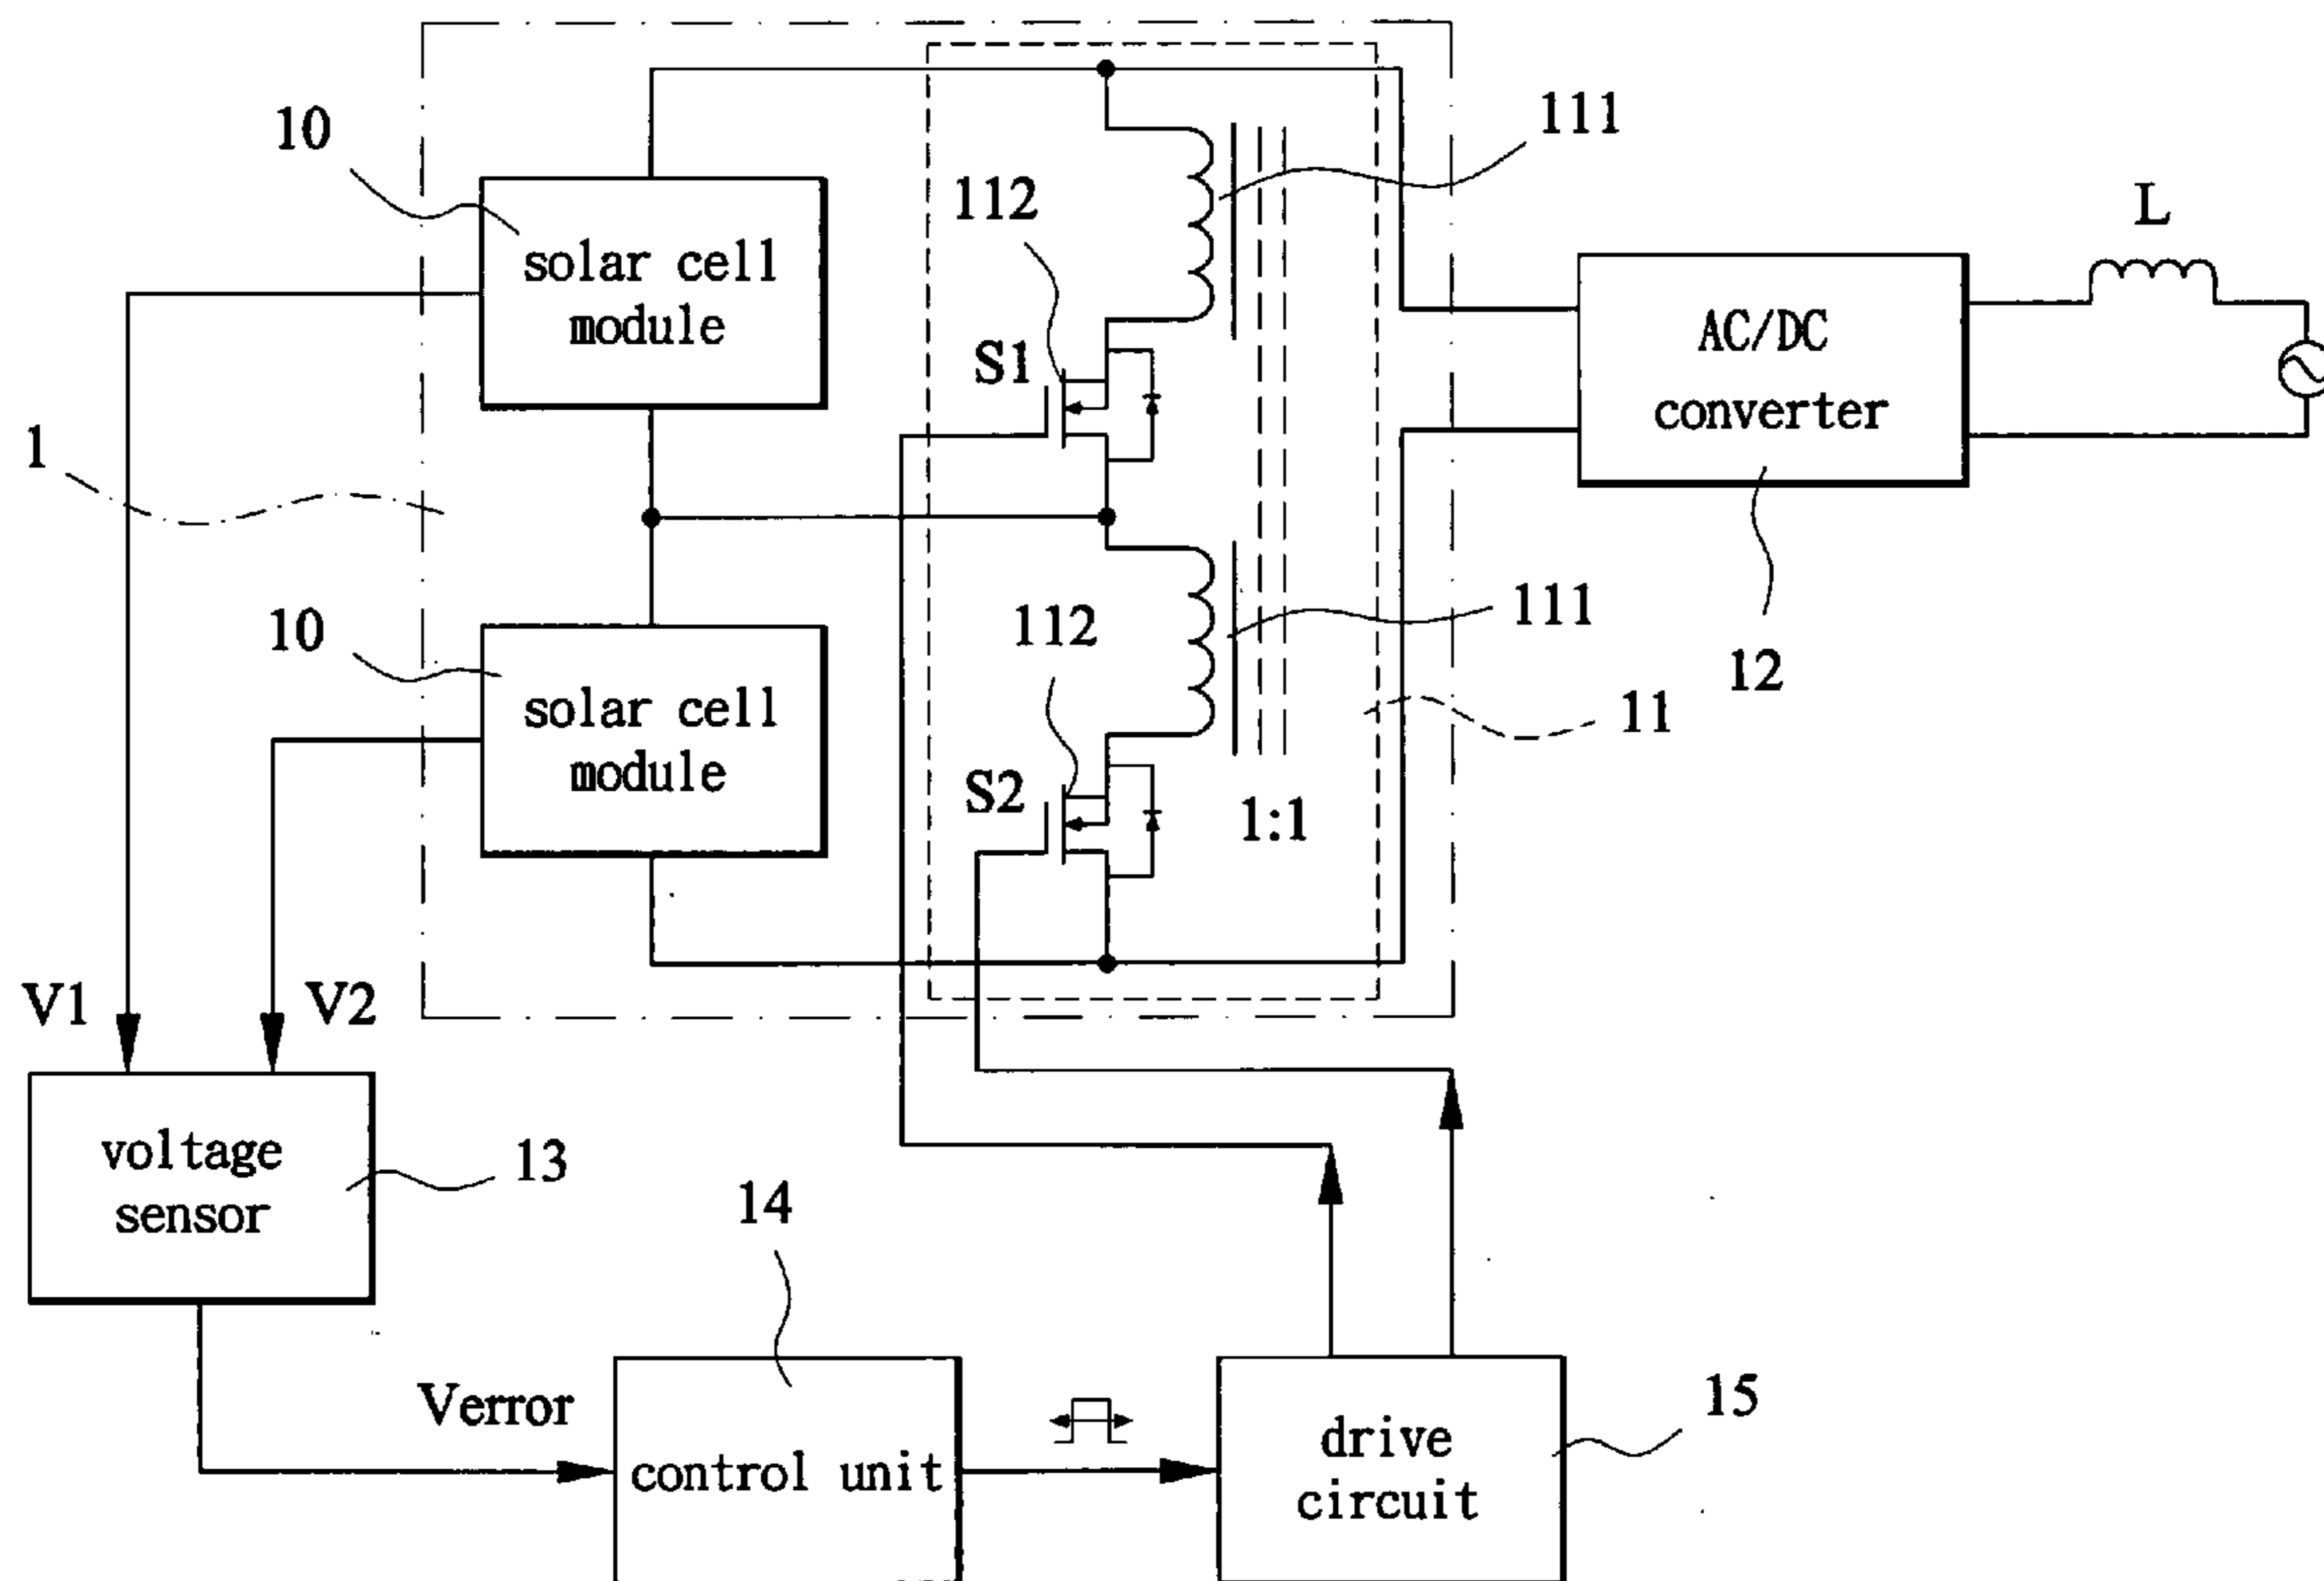 10
111
112
L
solar cell
module
AC/DC
converter
S1
1
10
112
111
12
11
solar cell
module
S2
1:1
V1
V2
voltage
sensor
13
14
Verror
control unit
drive
circuit
15